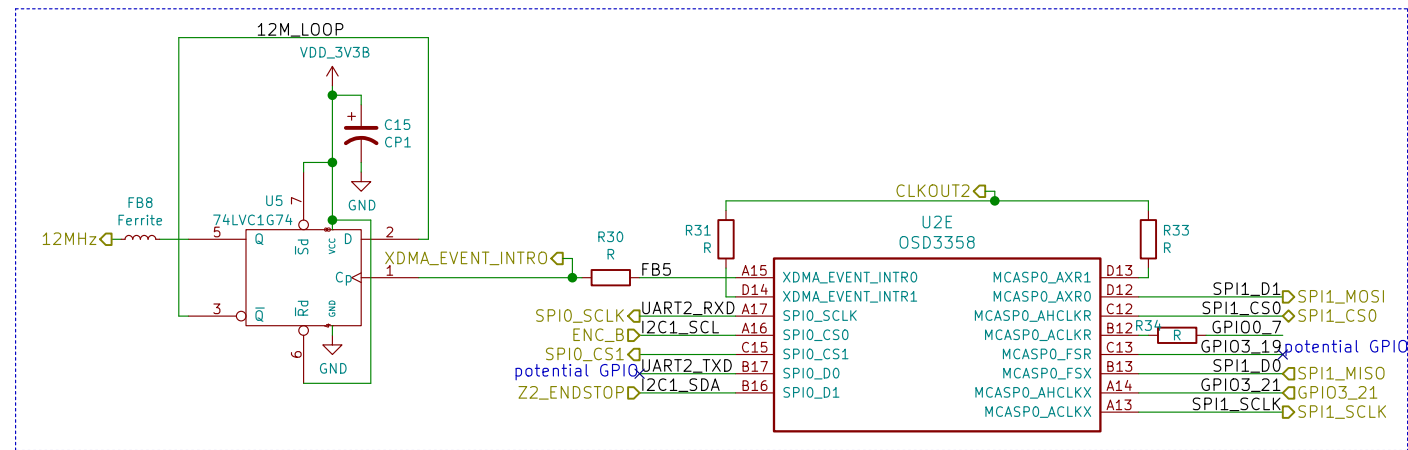 12M_LOOP
VDD_3V3B
+
C15
CP1
GND
U5
74LVC1G74
7
FB8
Ferrite
12MHz
5
Q
Sd
VCC
8
D
2
Cp
1
3
Q
Rd
GND
4
6
GND
XDMA_EVENT_INTRO
R30
R
FB5
CLKOUT2
R31
R
R33
R
U2E
OSD3358
A15
XDMA_EVENT_INTR0
D14
XDMA_EVENT_INTR1
SPI0_SCLK
UART2_RXD
A17
SPI0_SCLK
ENC_B
I2C1_SCL
A16
SPI0_CS0
SPI0_CS1
C15
SPI0_CS1
potential GPIO
UART2_TXD
B17
SPI0_D0
Z2_ENDSTOP
I2C1_SDA
B16
SPI0_D1
MCASP0_AXR1
D13
MCASP0_AXR0
D12
SPI1_D1
SPI1_MOSI
MCASP0_AHCLKR
C12
SPI1_CS0
SPI1_CS0
MCASP0_ACLKR
B12
R34
R
GPIO0_7
MCASP0_FSR
C13
GPIO3_19
potential GPIO
MCASP0_FSX
B13
SPI1_D0
SPI1_MISO
MCASP0_AHCLKX
A14
GPIO3_21
GPIO3_21
MCASP0_ACLKX
A13
SPI1_SCLK
SPI1_SCLK